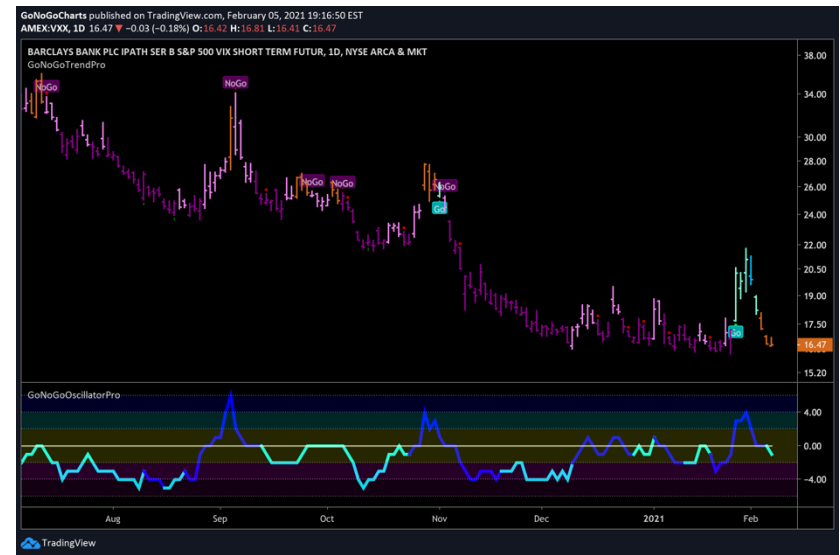 GoNoGoCharts published on TradingView.com, February 05, 2021 19:16:50 EST
AMEX:VXX, 1D 16.47 ▼ −0.03 (−0.18%) O:16.42 H:16.81 L:16.41 C:16.47
BARCLAYS BANK PLC IPATH SER B S&P 500 VIX SHORT TERM FUTUR, 1D, NYSE ARCA & MKT
GoNoGoTrendPro
38.00
NoGo
NoGo
34.00
30.00
28.00
NoGo
NoGo
NoGo
26.00
Go
24.00
22.00
20.50
19.00
17.50
Go
16.47
15.20
GoNoGoOscillatorPro
4.00
0.00
−4.00
Aug Sep Oct Nov Dec 2021 Feb
TradingView